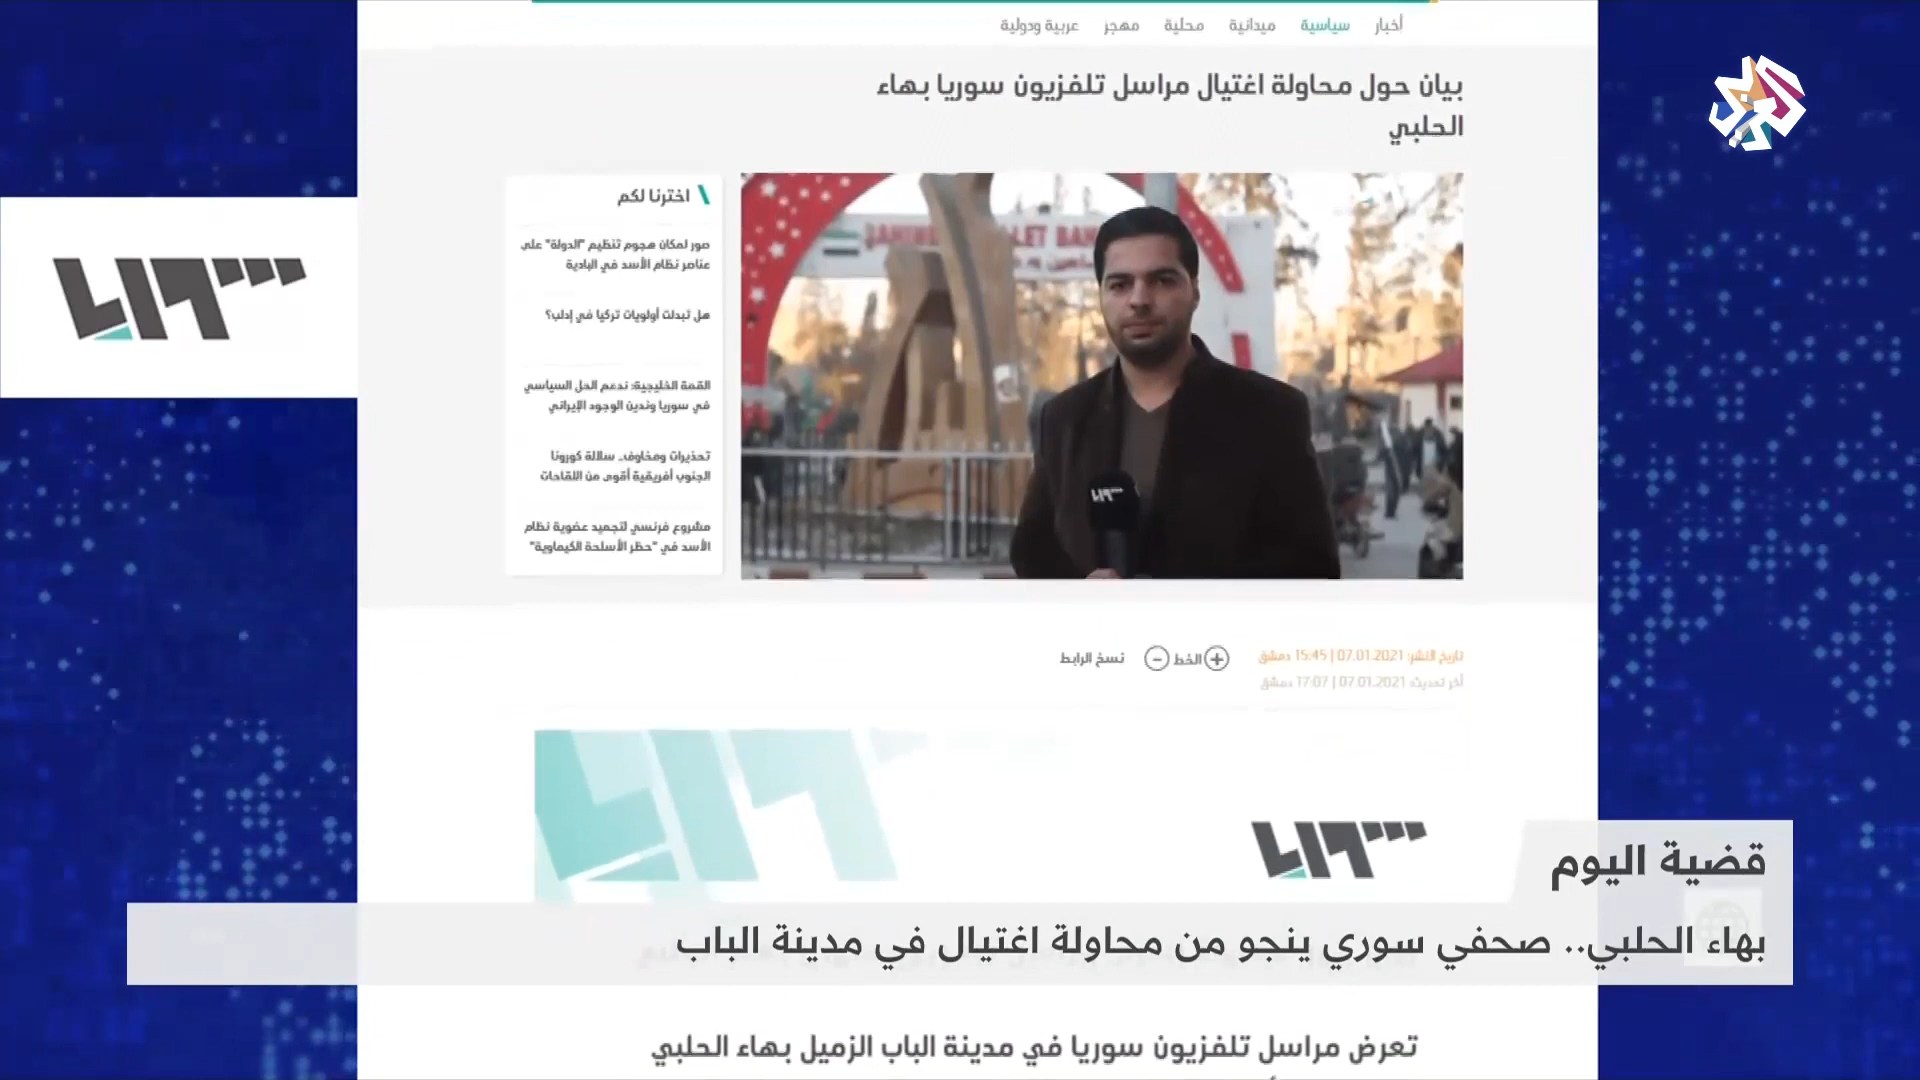 أخبار سياسية ميدانية محلية مهجر عربية ودولية
بيان حول محاولة اغتيال مراسل تلفزيون سوريا بهاء
الحلبي
اخترنا لكم
صور لمكان هجوم تنظيم "الدولة" على
عناصر نظام الأسد في البادية
هل تبدلت أولويات تركيا في إدلب؟
القمة الخليجية: ندعم الحل السياسي
في سوريا وندين الوجود الإيراني
تحذيرات ومخاوف.. سلالة كورونا
الجنوب أفريقية أقوى من اللقاحات
مشروع فرنسي لتجميد عضوية نظام
الأسد في "حظر الأسلحة الكيماوية"
سوريا
سوريا
تاريخ النشر: 07.01.2021 | 15:45 دمشق
آخر تحديث: 07.01.2021 | 17:07 دمشق
+ الخط - نسخ الرابط
سوريا
قضية اليوم
بهاء الحلبي.. صحفي سوري ينجو من محاولة اغتيال في مدينة الباب
تعرض مراسل تلفزيون سوريا في مدينة الباب الزميل بهاء الحلبي